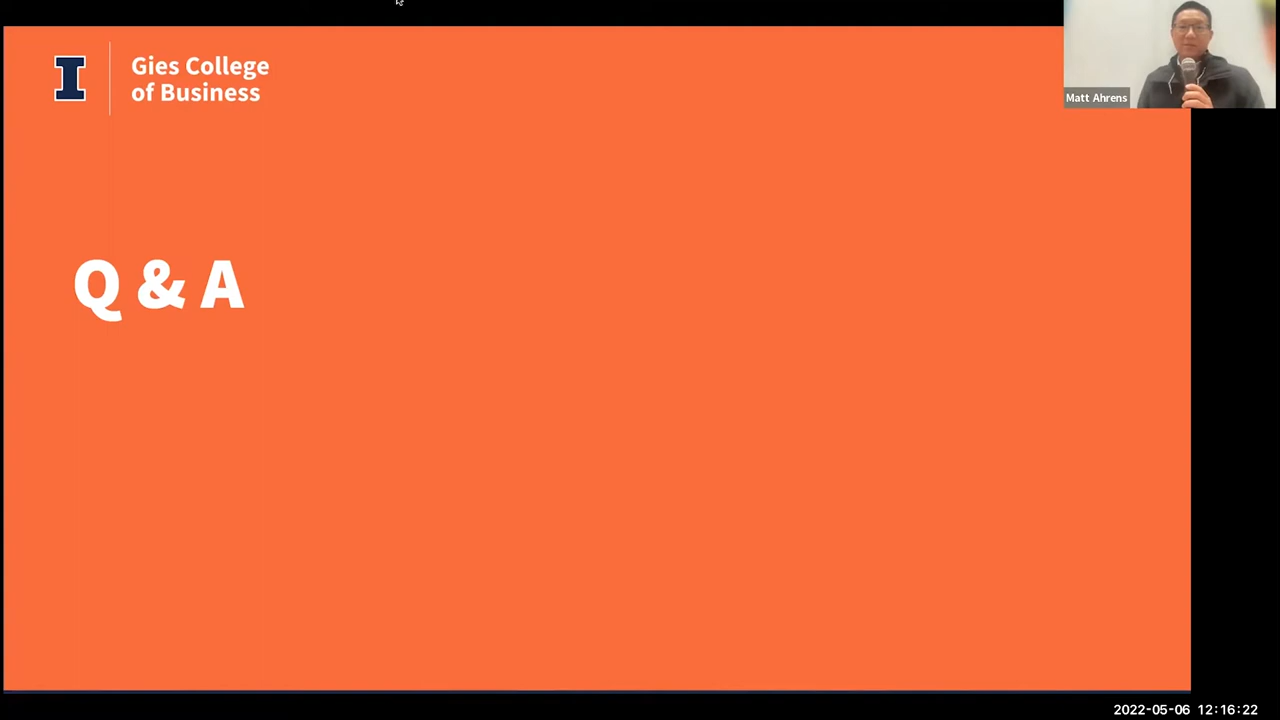 Gies College
of Business
Matt Ahrens
Q & A
2022-05-06 12:16:22